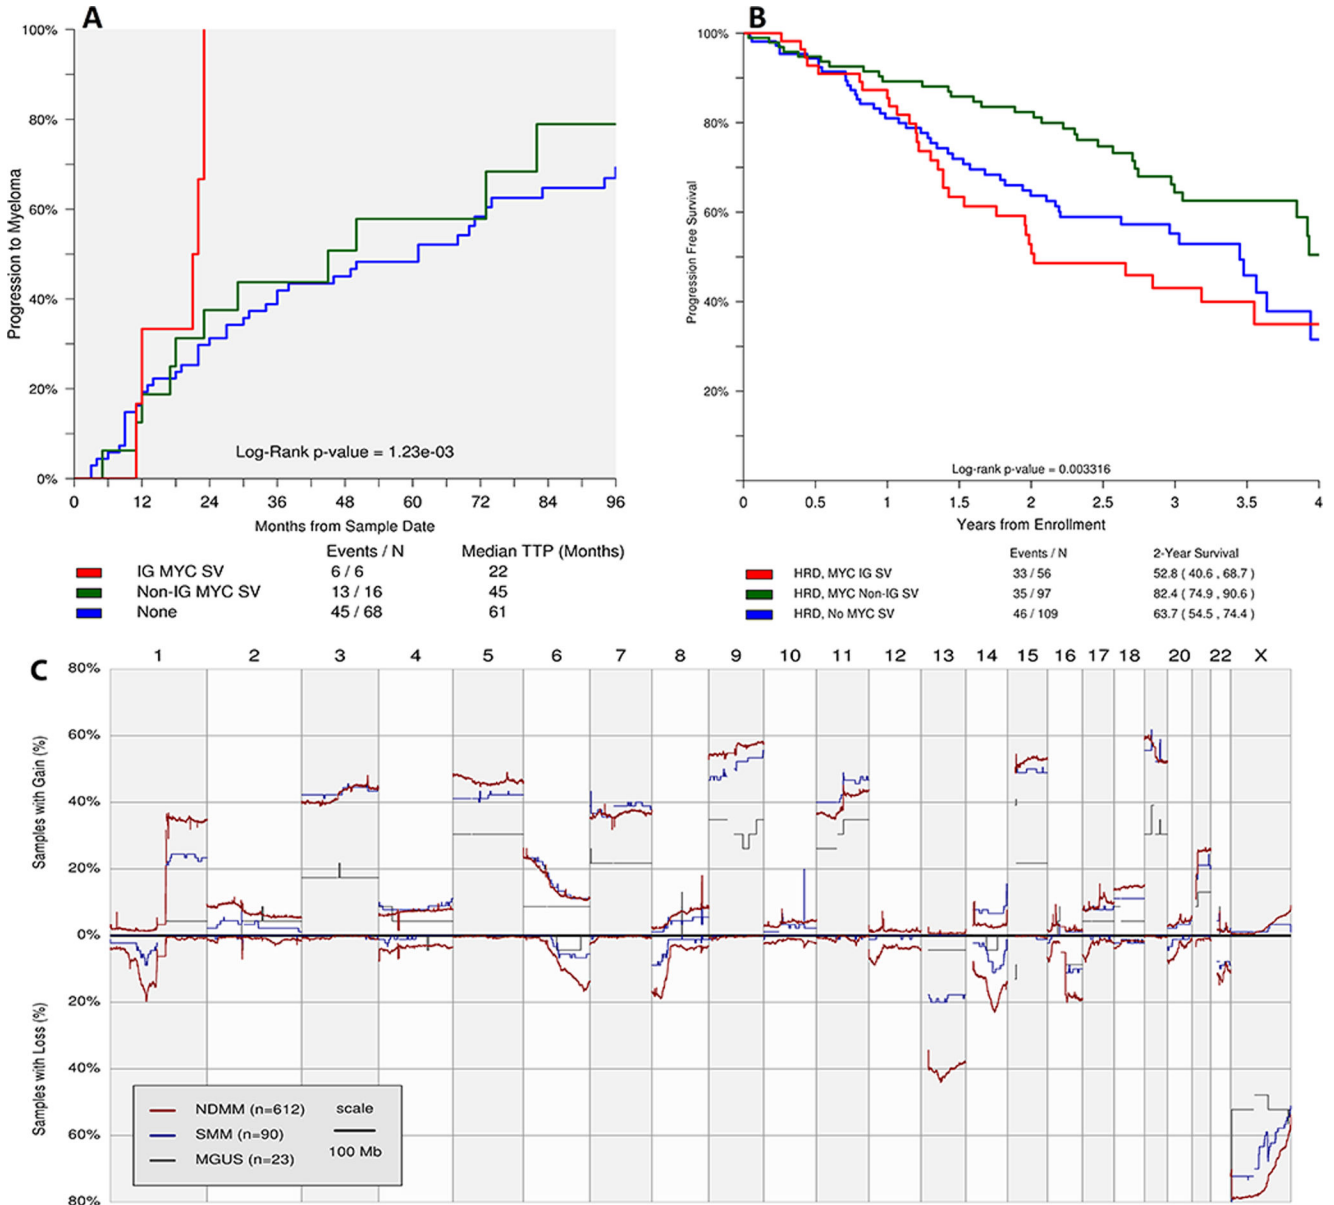 A
100%
80%
60%
40%
20%
0%
Progression to Myeloma
Log-Rank p-value = 1.23e-03
0 12 24 36 48 60 72 84 96
Months from Sample Date
Events / N Median TTP (Months)
IG MYC SV 6 / 6 22
Non-IG MYC SV 13 / 16 45
None 45 / 68 61
B
100%
80%
60%
40%
20%
Progression Free Survival
Log-rank p-value = 0.003316
0 0.5 1 1.5 2 2.5 3 3.5 4
Years from Enrollment
Events / N 2-Year Survival
HRD, MYC IG SV 33 / 56 52.8 ( 40.6 , 68.7 )
HRD, MYC Non-IG SV 35 / 97 82.4 ( 74.9 , 90.6 )
HRD, No MYC SV 46 / 109 63.7 ( 54.5 , 74.4 )
C
1 2 3 4 5 6 7 8 9 10 11 12 13 14 15 16 17 18 20 22 X
80%
60%
40%
20%
0%
20%
40%
60%
80%
Samples with Gain (%)
Samples with Loss (%)
NDMM (n=612)
SMM (n=90)
MGUS (n=23)
scale
100 Mb